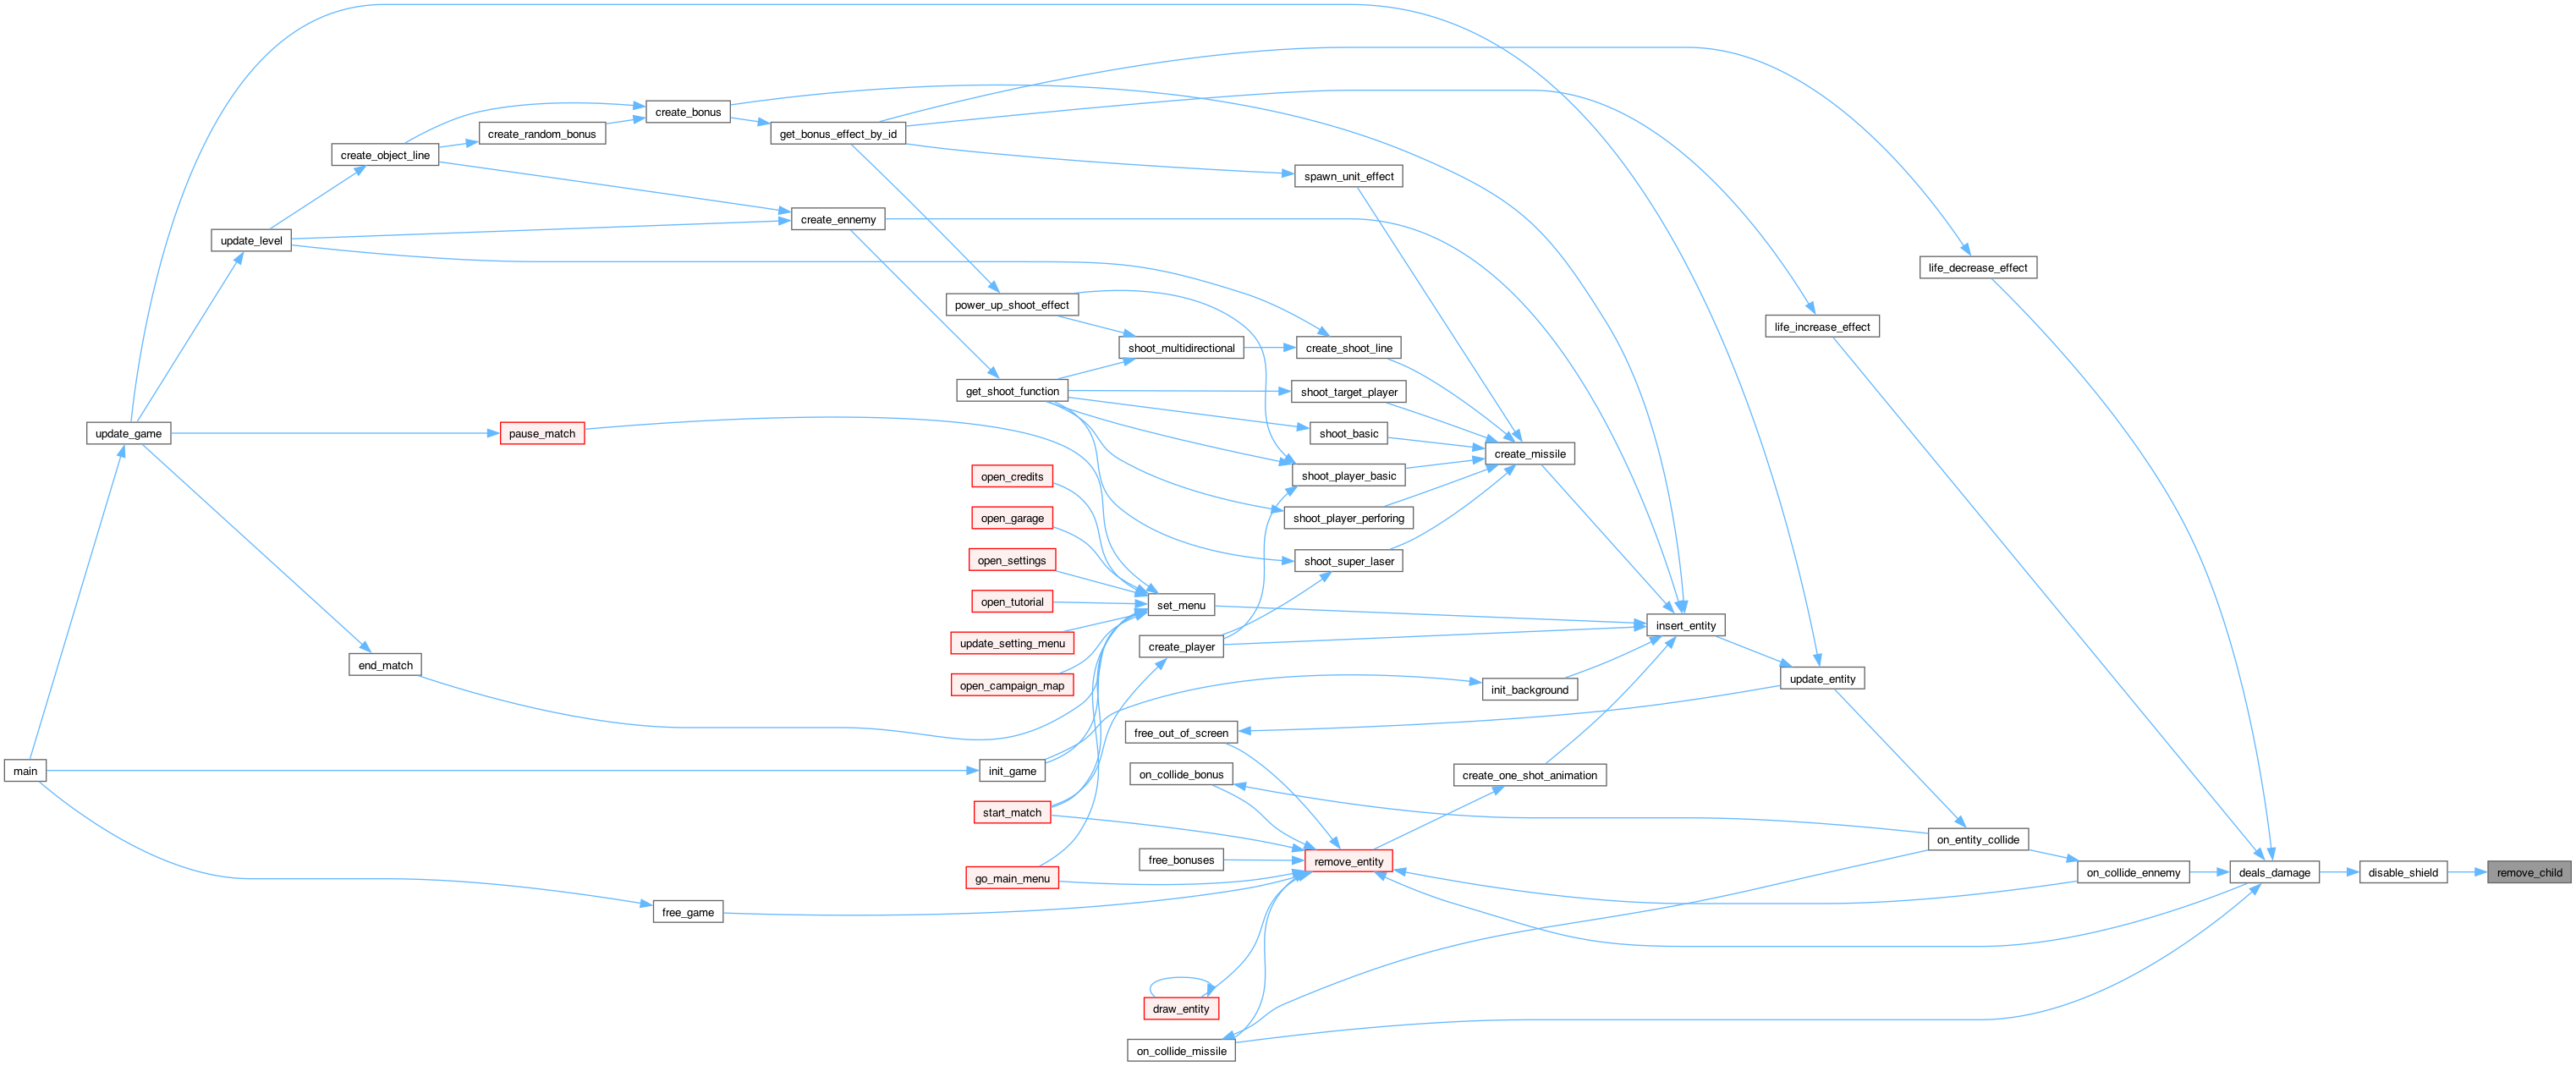 create_bonus
create_random_bonus
get_bonus_effect_by_id
create_object_line
spawn_unit_effect
create_ennemy
update_level
life_decrease_effect
power_up_shoot_effect
life_increase_effect
shoot_multidirectional
create_shoot_line
get_shoot_function
shoot_target_player
update_game
pause_match
shoot_basic
create_missile
open_credits
shoot_player_basic
open_garage
shoot_player_perforing
open_settings
shoot_super_laser
open_tutorial
set_menu
insert_entity
update_setting_menu
create_player
end_match
update_entity
open_campaign_map
init_background
free_out_of_screen
main
init_game
on_collide_bonus
create_one_shot_animation
start_match
on_entity_collide
free_bonuses
remove_entity
go_main_menu
on_collide_ennemy
deals_damage
disable_shield
remove_child
free_game
draw_entity
on_collide_missile